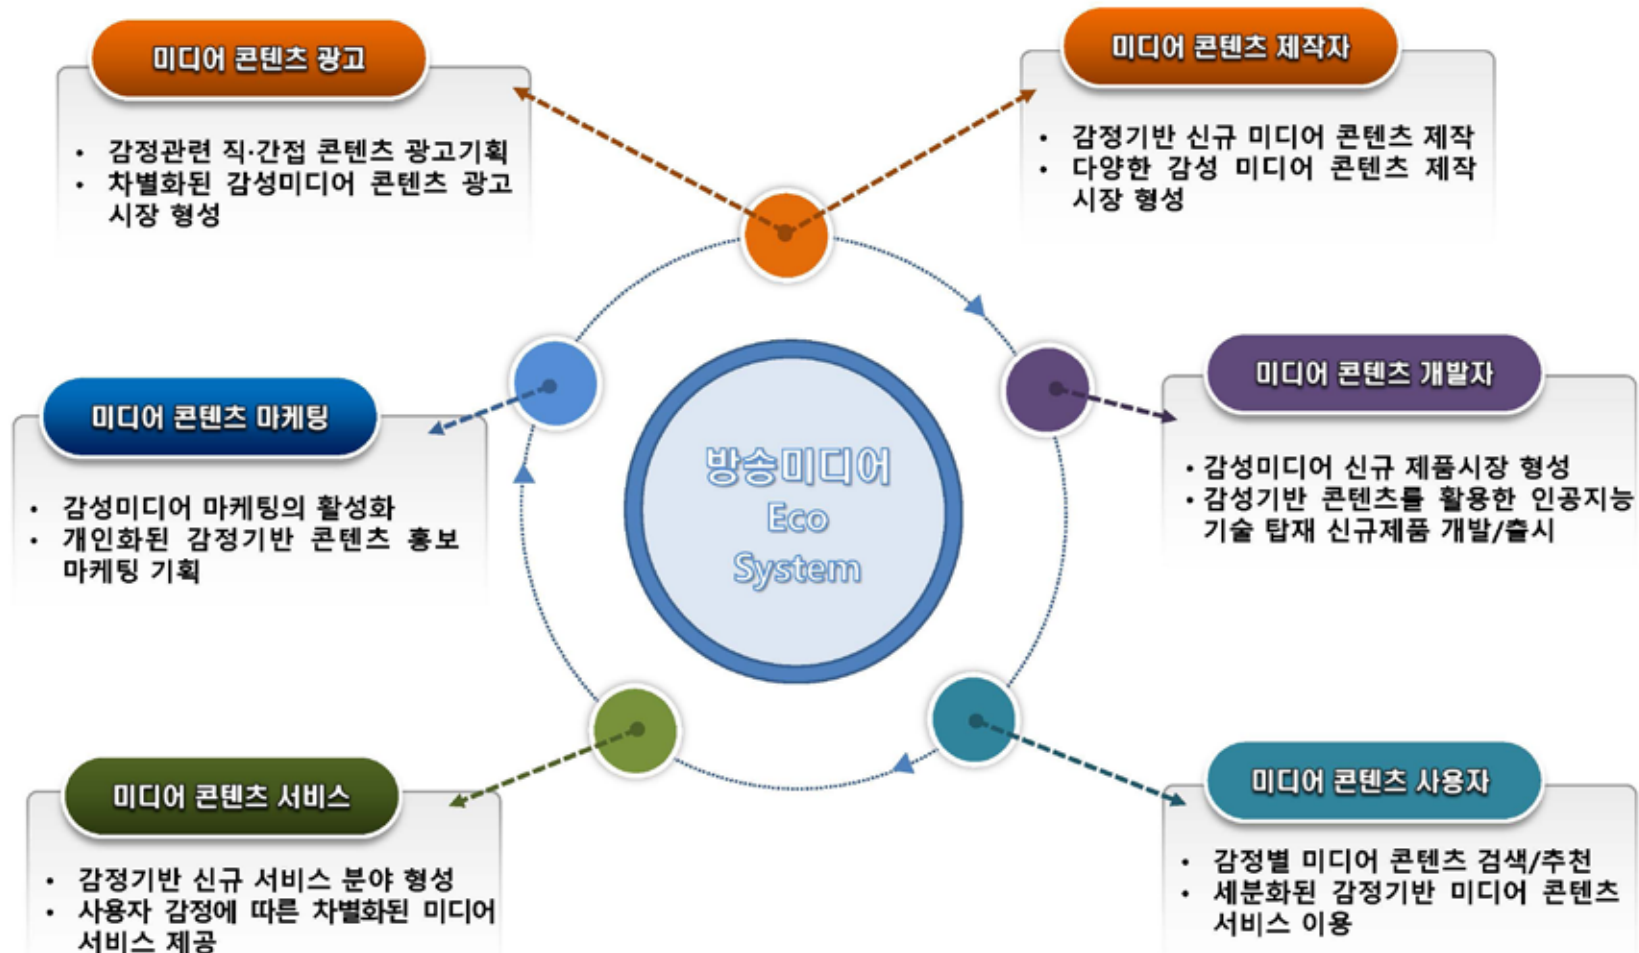 미디어 콘텐츠 광고
• 감정관련 직·간접 콘텐츠 광고기획
• 차별화된 감성미디어 콘텐츠 광고
시장 형성
미디어 콘텐츠 제작자
• 감정기반 신규 미디어 콘텐츠 제작
• 다양한 감성 미디어 콘텐츠 제작
시장 형성
미디어 콘텐츠 마케팅
• 감성미디어 마케팅의 활성화
• 개인화된 감정기반 콘텐츠 홍보
마케팅 기획
방송미디어
Eco
System
미디어 콘텐츠 개발자
• 감성미디어 신규 제품시장 형성
• 감성기반 콘텐츠를 활용한 인공지능
기술 탑재 신규제품 개발/출시
미디어 콘텐츠 서비스
• 감정기반 신규 서비스 분야 형성
• 사용자 감정에 따른 차별화된 미디어
서비스 제공
미디어 콘텐츠 사용자
• 감정별 미디어 콘텐츠 검색/추천
• 세분화된 감정기반 미디어 콘텐츠
서비스 이용